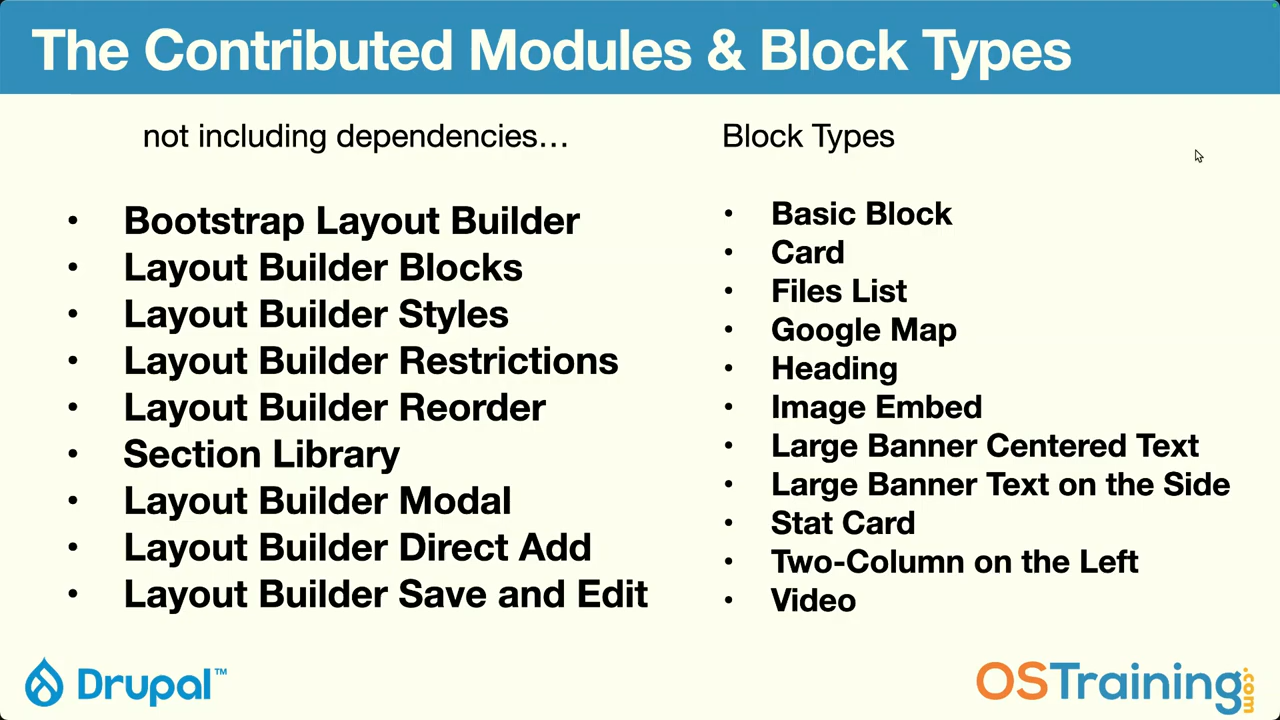 The Contributed Modules & Block Types
not including dependencies…
• Bootstrap Layout Builder
• Layout Builder Blocks
• Layout Builder Styles
• Layout Builder Restrictions
• Layout Builder Reorder
• Section Library
• Layout Builder Modal
• Layout Builder Direct Add
• Layout Builder Save and Edit
Block Types
• Basic Block
• Card
• Files List
• Google Map
• Heading
• Image Embed
• Large Banner Centered Text
• Large Banner Text on the Side
• Stat Card
• Two-Column on the Left
• Video
Drupal™
OSTraining.com